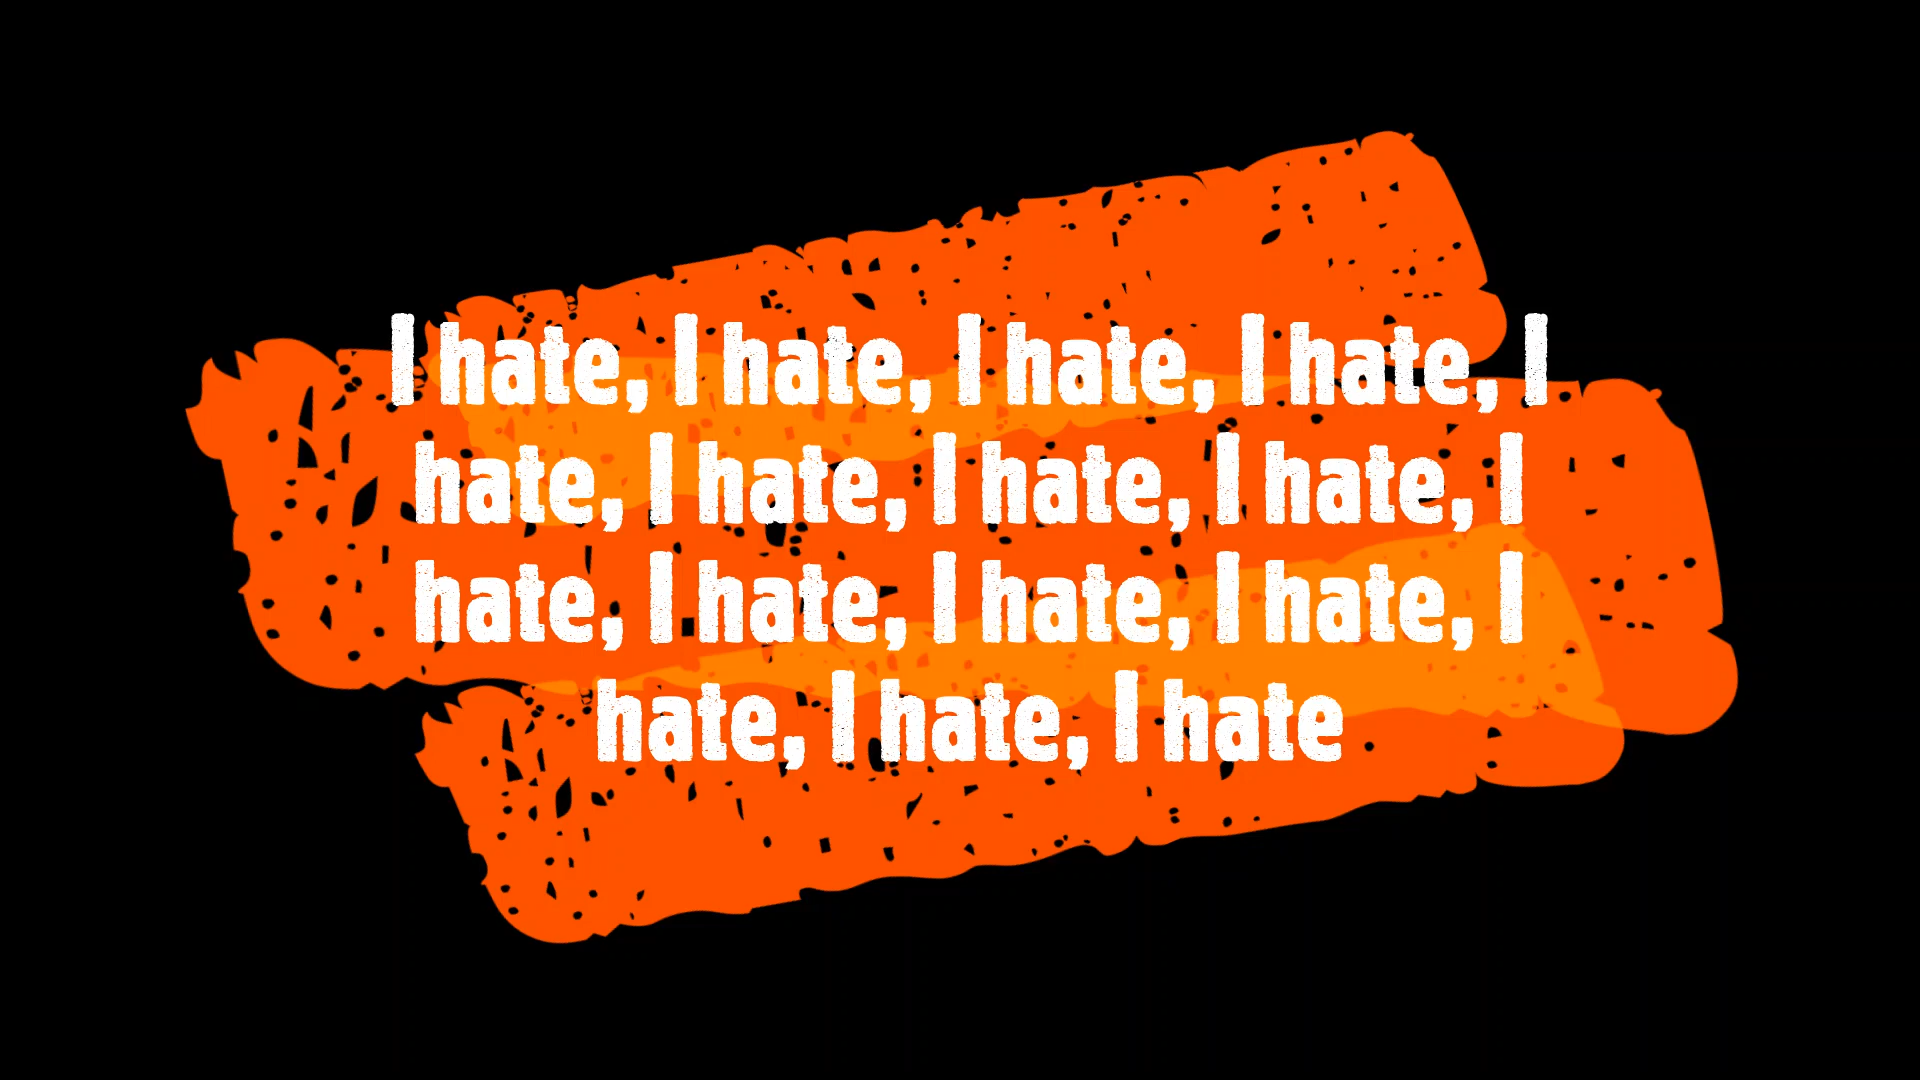 I hate, I hate, I hate, I hate, I
hate, I hate, I hate, I hate, I
hate, I hate, I hate, I hate, I
hate, I hate, I hate